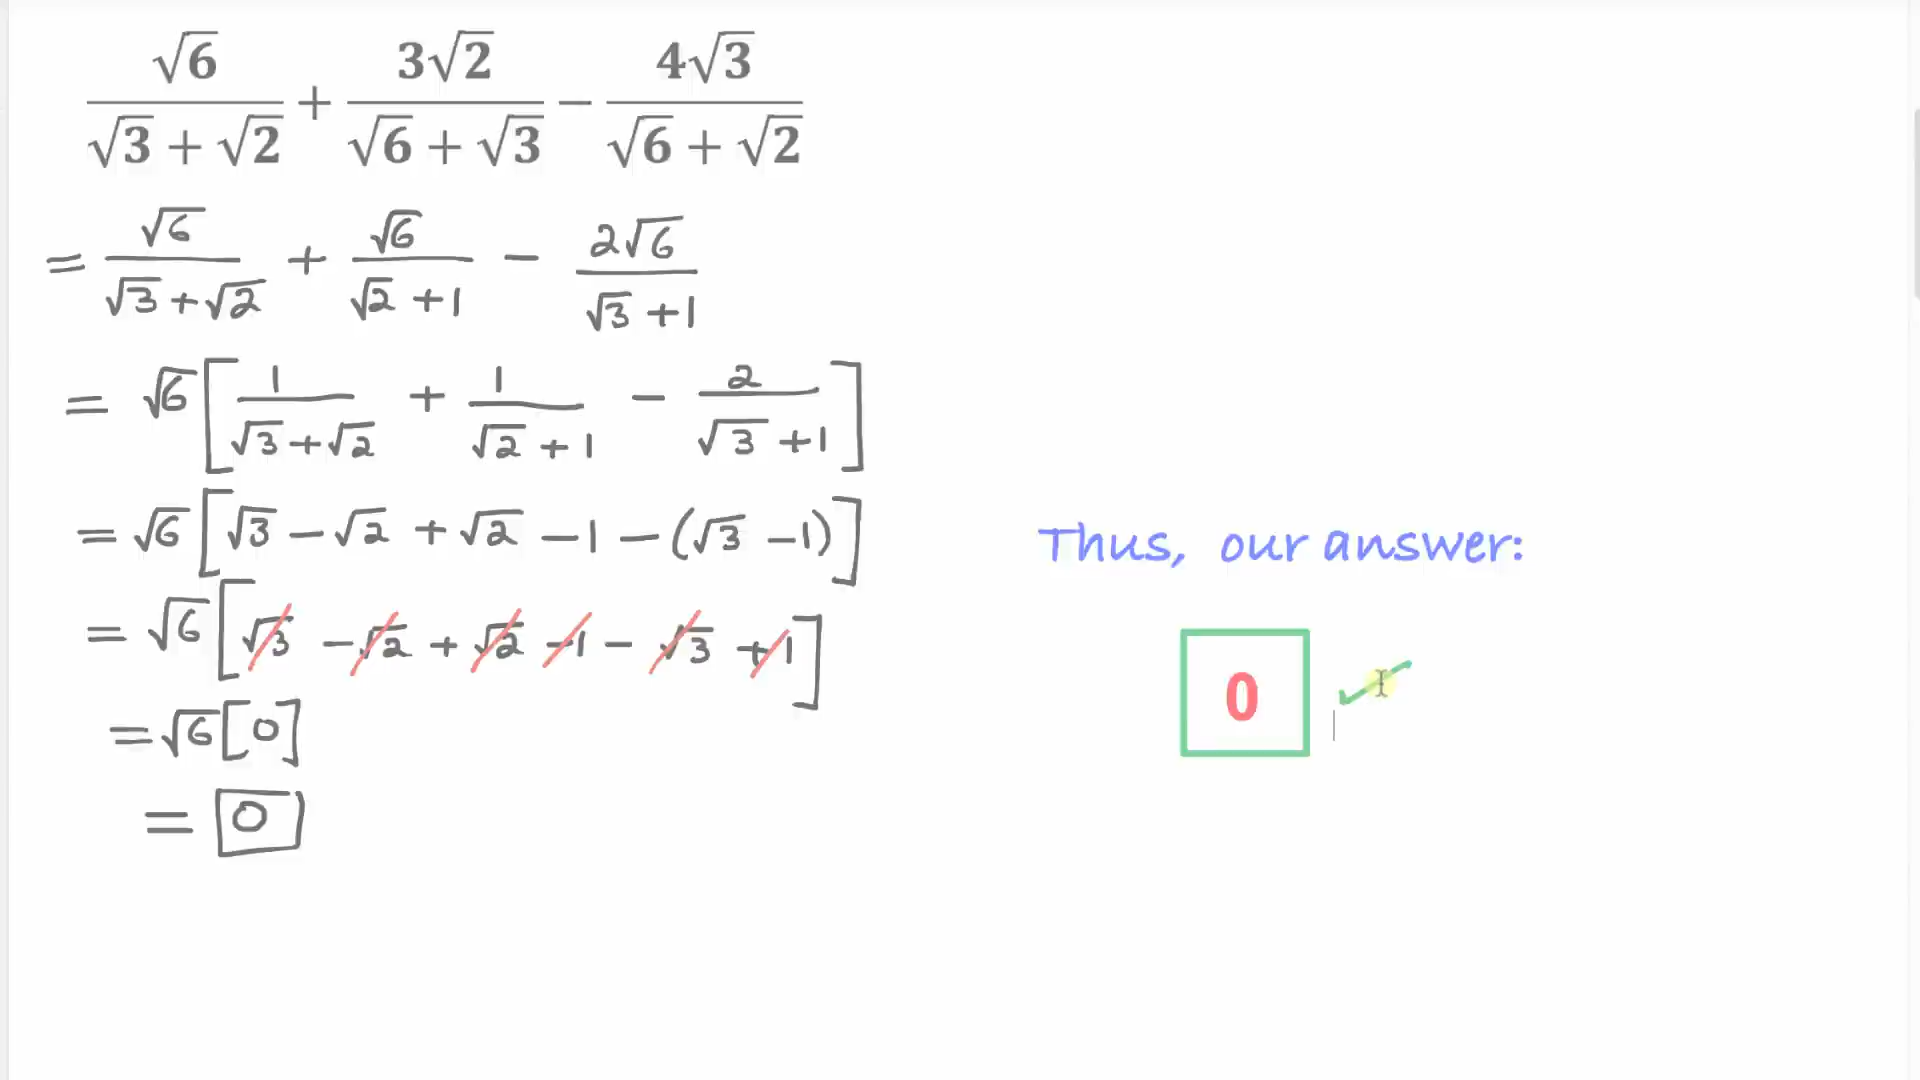 √6/(√3 + √2) + 3√2/(√6 + √3) − 4√3/(√6 + √2)
= √6/(√3 + √2) + √6/(√2 + 1) − 2√6/(√3 + 1)
= √6 [1/(√3 + √2) + 1/(√2 + 1) − 2/(√3 + 1)]
= √6 [√3 − √2 + √2 − 1 − (√3 − 1)]
= √6 [√3 − √2 + √2 − 1 − √3 + 1]
= √6 [0]
= 0
Thus, our answer:
0